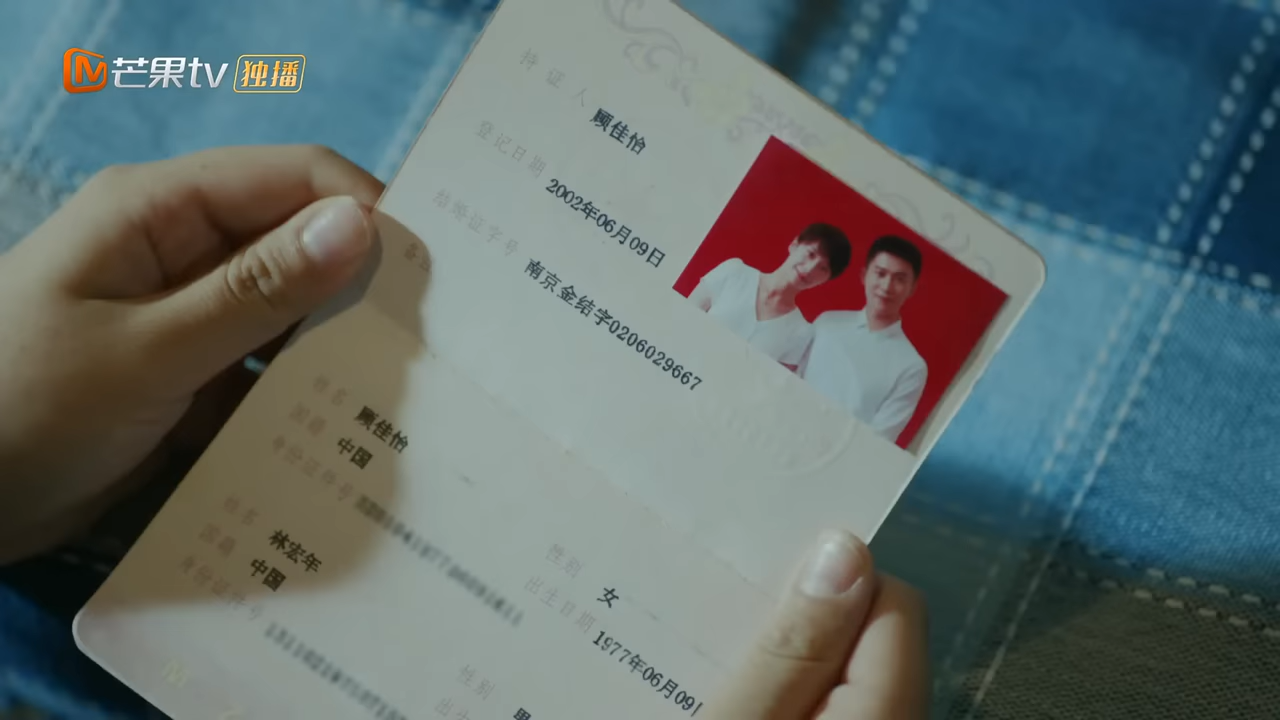 芒果tv 独播
持证人 顾佳怡
登记日期 2002年06月09日
结婚证字号 南京金结字0206029667
备注
姓名 顾佳怡 性别 女
国籍 中国 出生日期 1977年06月09
身份证件号
姓名 林宏年 性别 男
国籍 中国 出生
身份证件号